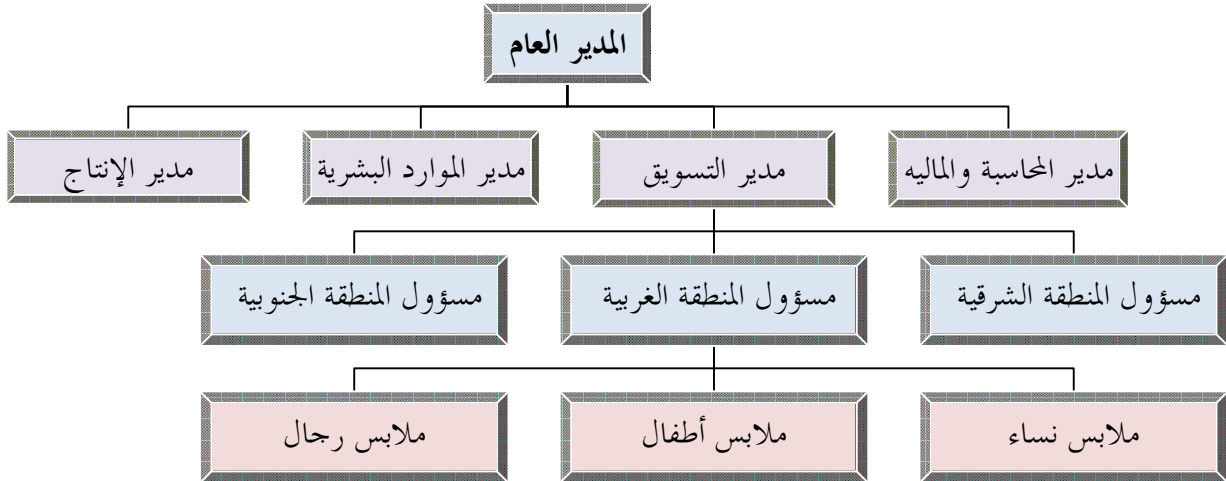 المدير العام
مدير المحاسبة والماليه
مدير التسويق
مدير الموارد البشرية
مدير الإنتاج
مسؤول المنطقة الشرقية
مسؤول المنطقة الغربية
مسؤول المنطقة الجنوبية
ملابس نساء
ملابس أطفال
ملابس رجال